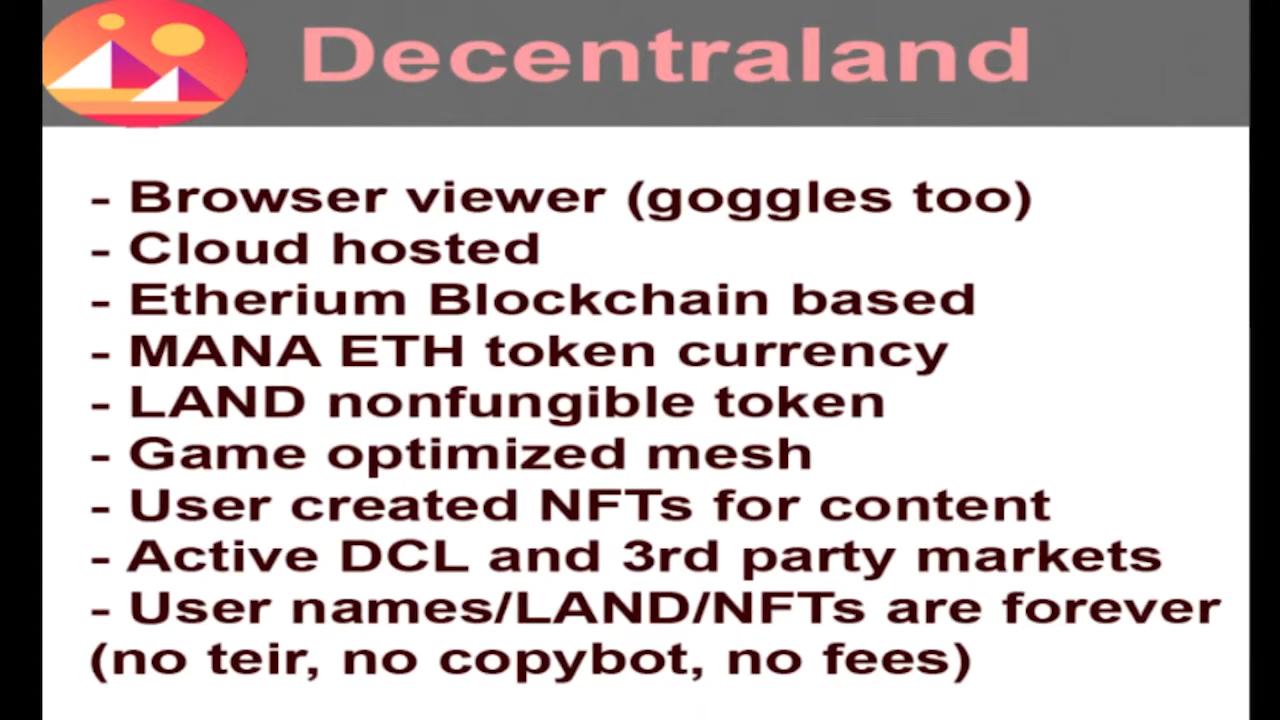 Decentraland
- Browser viewer (goggles too)
- Cloud hosted
- Etherium Blockchain based
- MANA ETH token currency
- LAND nonfungible token
- Game optimized mesh
- User created NFTs for content
- Active DCL and 3rd party markets
- User names/LAND/NFTs are forever
(no teir, no copybot, no fees)